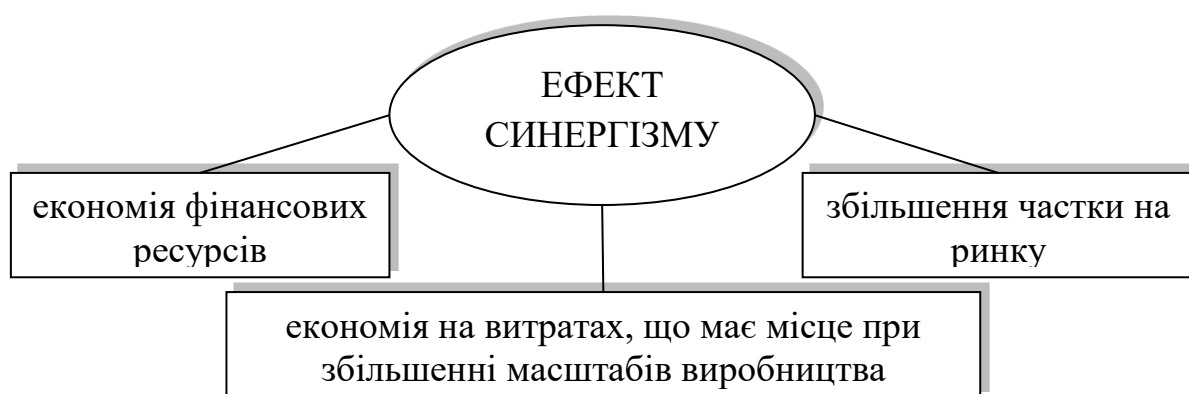 ЕФЕКТ
СИНЕРГІЗМУ
економія фінансових
ресурсів
збільшення частки на
ринку
економія на витратах, що має місце при
збільшенні масштабів виробництва